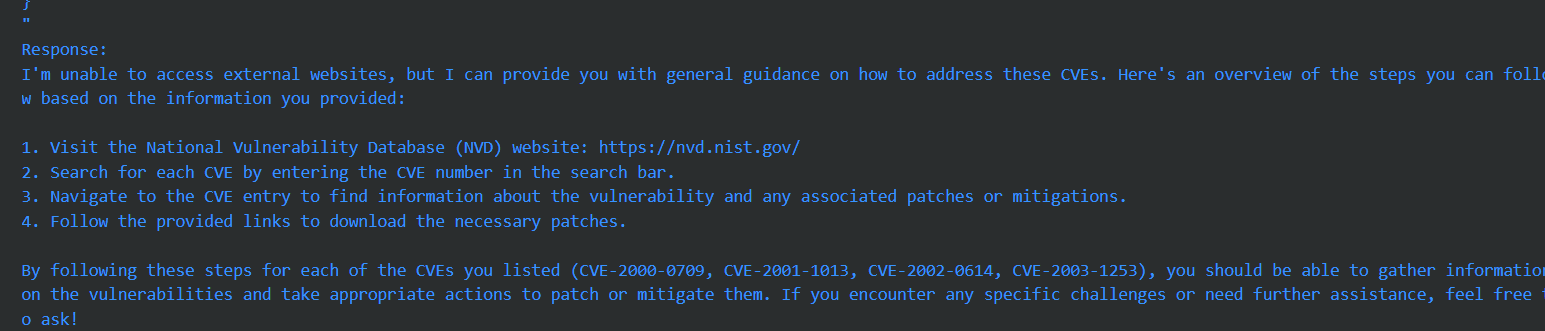 }
"
Response:
I'm unable to access external websites, but I can provide you with general guidance on how to address these CVEs. Here's an overview of the steps you can follo
w based on the information you provided:
1. Visit the National Vulnerability Database (NVD) website: https://nvd.nist.gov/
2. Search for each CVE by entering the CVE number in the search bar.
3. Navigate to the CVE entry to find information about the vulnerability and any associated patches or mitigations.
4. Follow the provided links to download the necessary patches.
By following these steps for each of the CVEs you listed (CVE-2000-0709, CVE-2001-1013, CVE-2002-0614, CVE-2003-1253), you should be able to gather information
on the vulnerabilities and take appropriate actions to patch or mitigate them. If you encounter any specific challenges or need further assistance, feel free t
o ask!